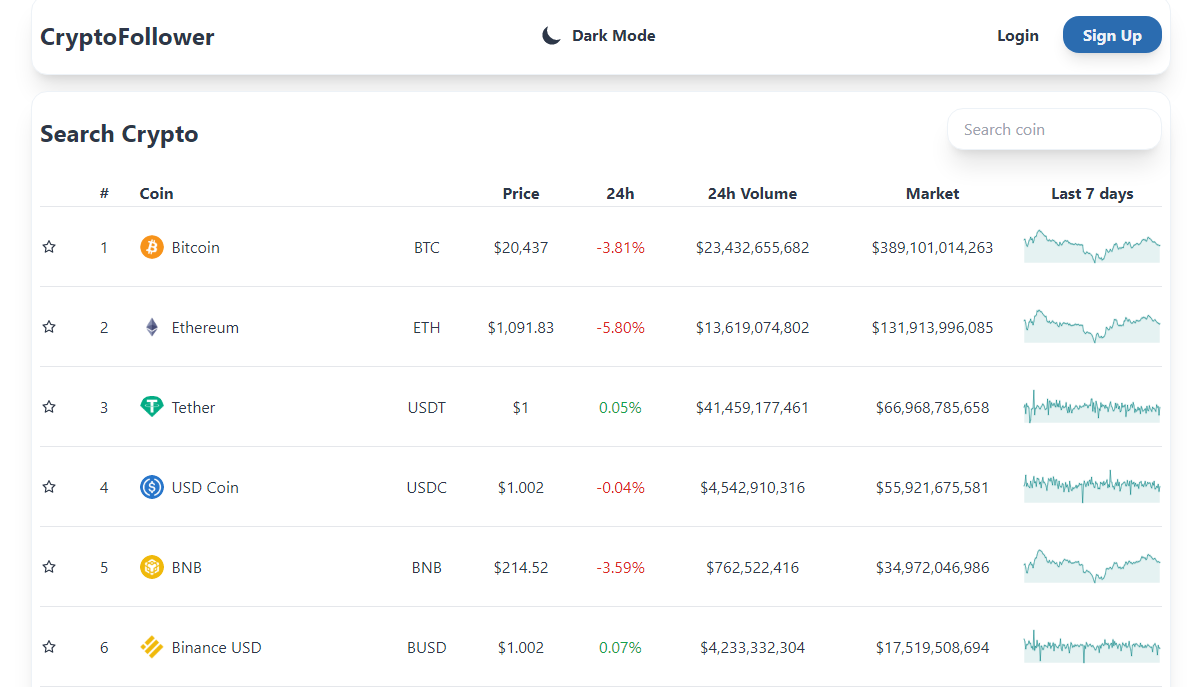 CryptoFollower Dark Mode Login Sign Up
Search Crypto Search coin
# Coin Price 24h 24h Volume Market Last 7 days
1 Bitcoin BTC $20,437 -3.81% $23,432,655,682 $389,101,014,263
2 Ethereum ETH $1,091.83 -5.80% $13,619,074,802 $131,913,996,085
3 Tether USDT $1 0.05% $41,459,177,461 $66,968,785,658
4 USD Coin USDC $1.002 -0.04% $4,542,910,316 $55,921,675,581
5 BNB BNB $214.52 -3.59% $762,522,416 $34,972,046,986
6 Binance USD BUSD $1.002 0.07% $4,233,332,304 $17,519,508,694